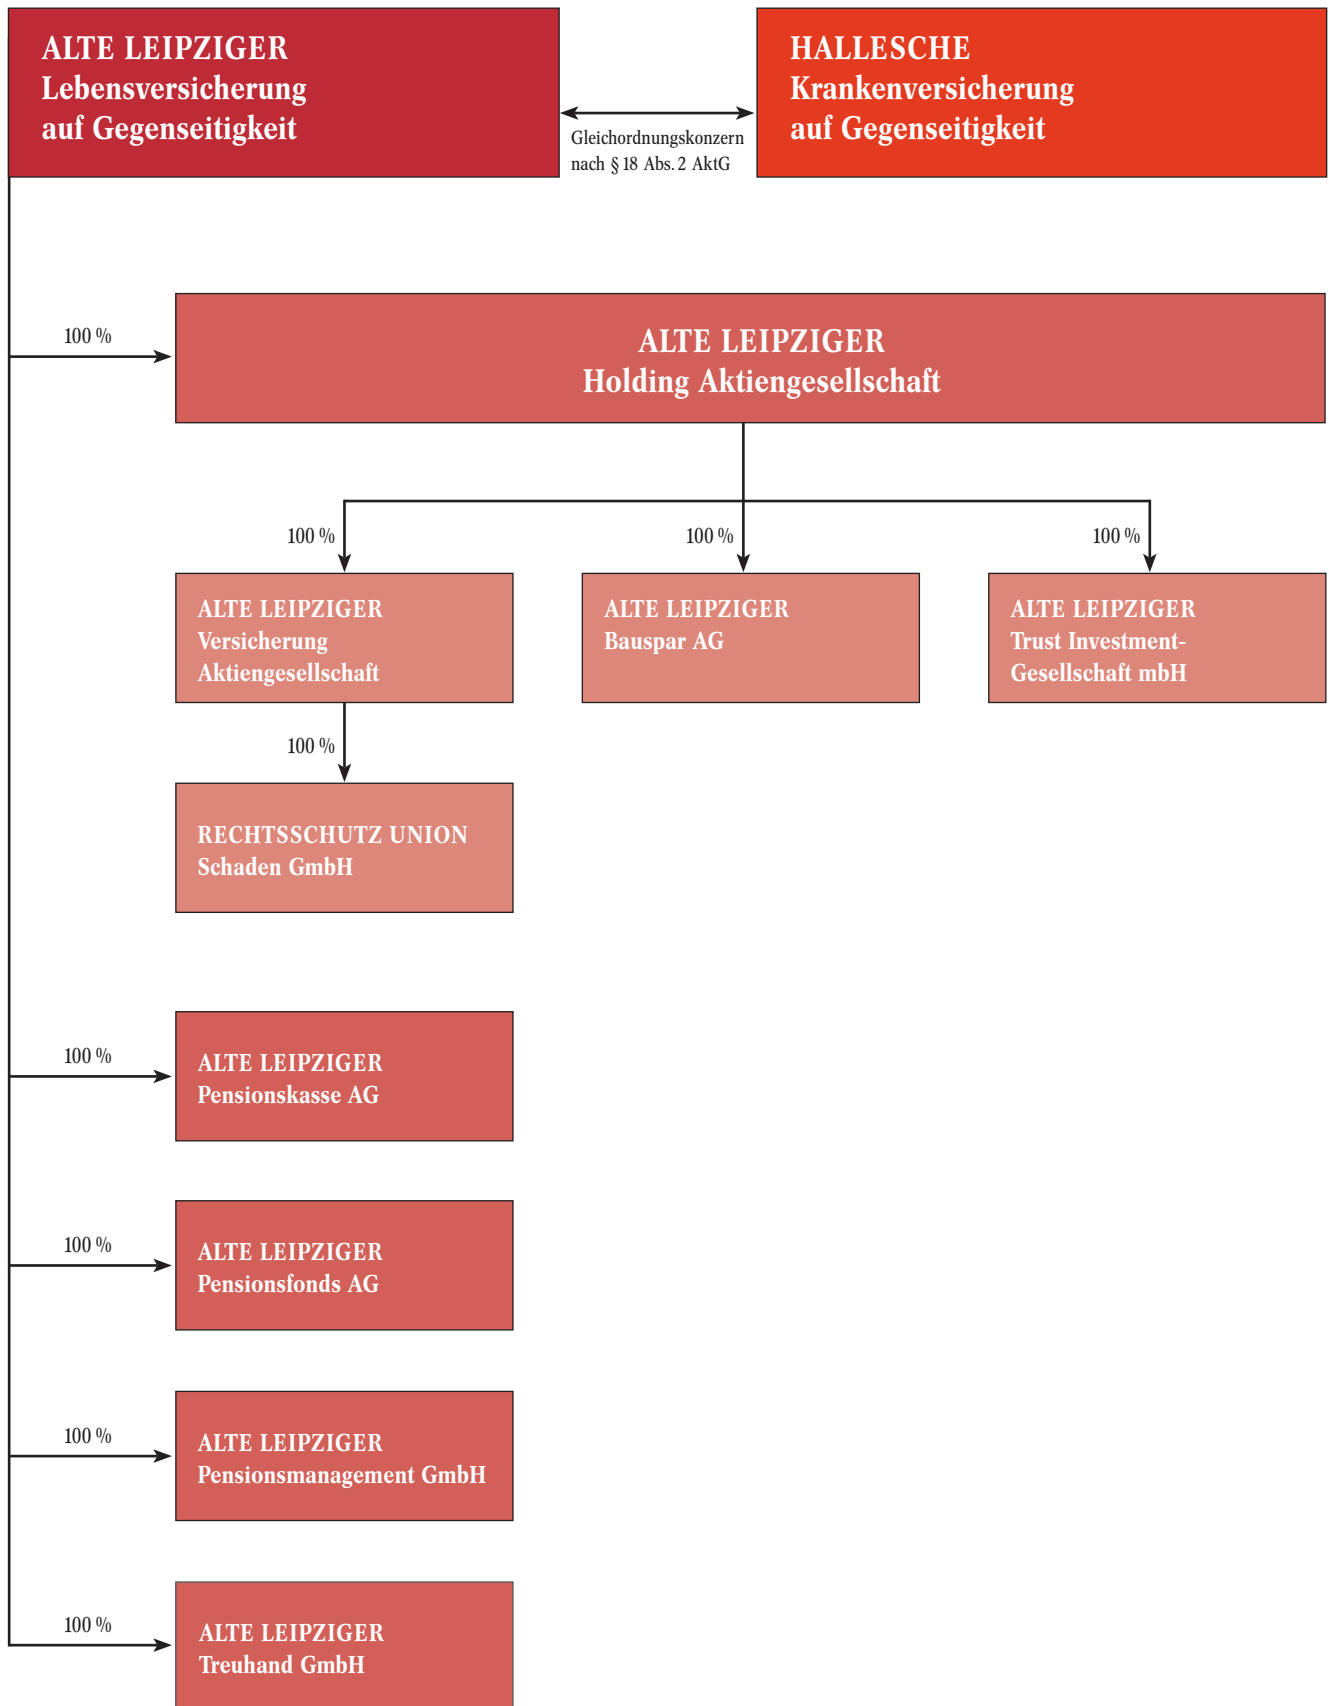 ALTE LEIPZIGER
Lebensversicherung
auf Gegenseitigkeit
Gleichordnungskonzern
nach § 18 Abs. 2 AktG
HALLESCHE
Krankenversicherung
auf Gegenseitigkeit
100 %
ALTE LEIPZIGER
Holding Aktiengesellschaft
100 %
100 %
100 %
ALTE LEIPZIGER
Versicherung
Aktiengesellschaft
ALTE LEIPZIGER
Bauspar AG
ALTE LEIPZIGER
Trust Investment-
Gesellschaft mbH
100 %
RECHTSSCHUTZ UNION
Schaden GmbH
100 %
ALTE LEIPZIGER
Pensionskasse AG
100 %
ALTE LEIPZIGER
Pensionsfonds AG
100 %
ALTE LEIPZIGER
Pensionsmanagement GmbH
100 %
ALTE LEIPZIGER
Treuhand GmbH